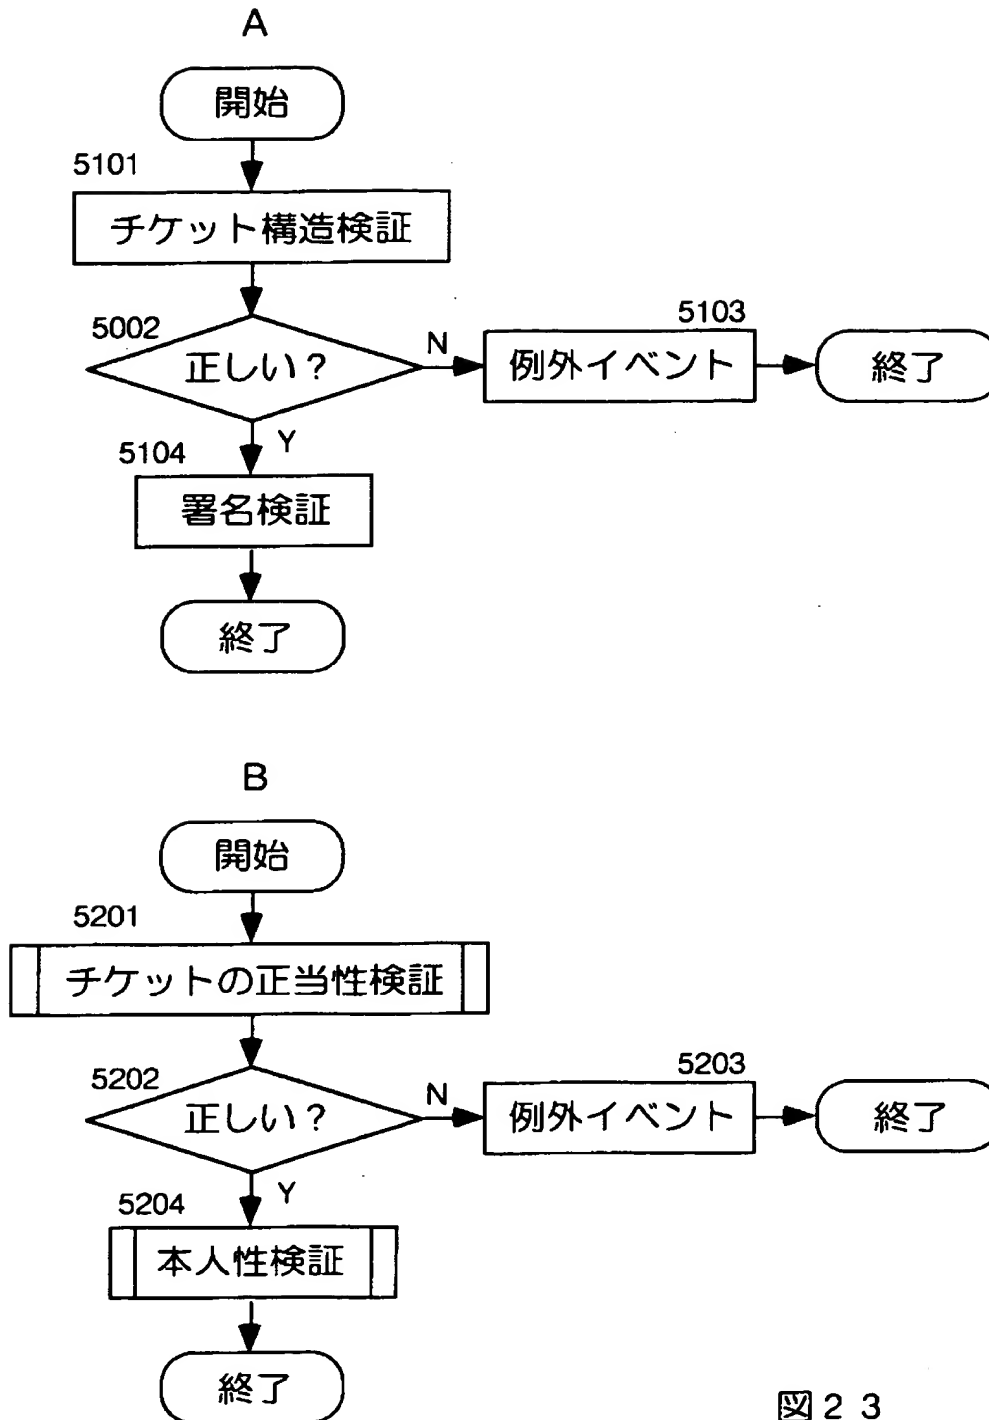 A
開始
5101
チケット構造検証
5002
正しい？
N
5103
例外イベント
終了
Y
5104
署名検証
終了
B
開始
5201
チケットの正当性検証
5202
正しい？
N
5203
例外イベント
終了
Y
5204
本人性検証
終了
図２３